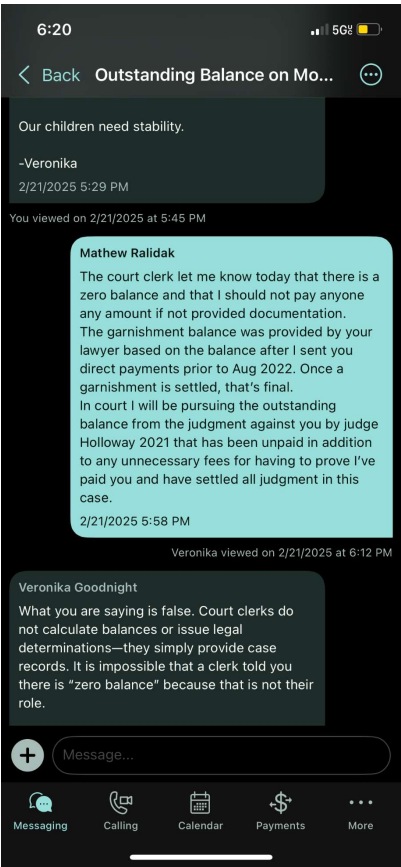 6:20
5G
Back Outstanding Balance on Mo...
Our children need stability.
-Veronika
2/21/2025 5:29 PM
You viewed on 2/21/2025 at 5:45 PM
Mathew Ralidak
The court clerk let me know today that there is a
zero balance and that I should not pay anyone
any amount if not provided documentation.
The garnishment balance was provided by your
lawyer based on the balance after I sent you
direct payments prior to Aug 2022. Once a
garnishment is settled, that's final.
In court I will be pursuing the outstanding
balance from the judgment against you by judge
Holloway 2021 that has been unpaid in addition
to any unnecessary fees for having to prove I've
paid you and have settled all judgment in this
case.
2/21/2025 5:58 PM
Veronika viewed on 2/21/2025 at 6:12 PM
Veronika Goodnight
What you are saying is false. Court clerks do
not calculate balances or issue legal
determinations—they simply provide case
records. It is impossible that a clerk told you
there is "zero balance" because that is not their
role.
Message...
Messaging Calling Calendar Payments More